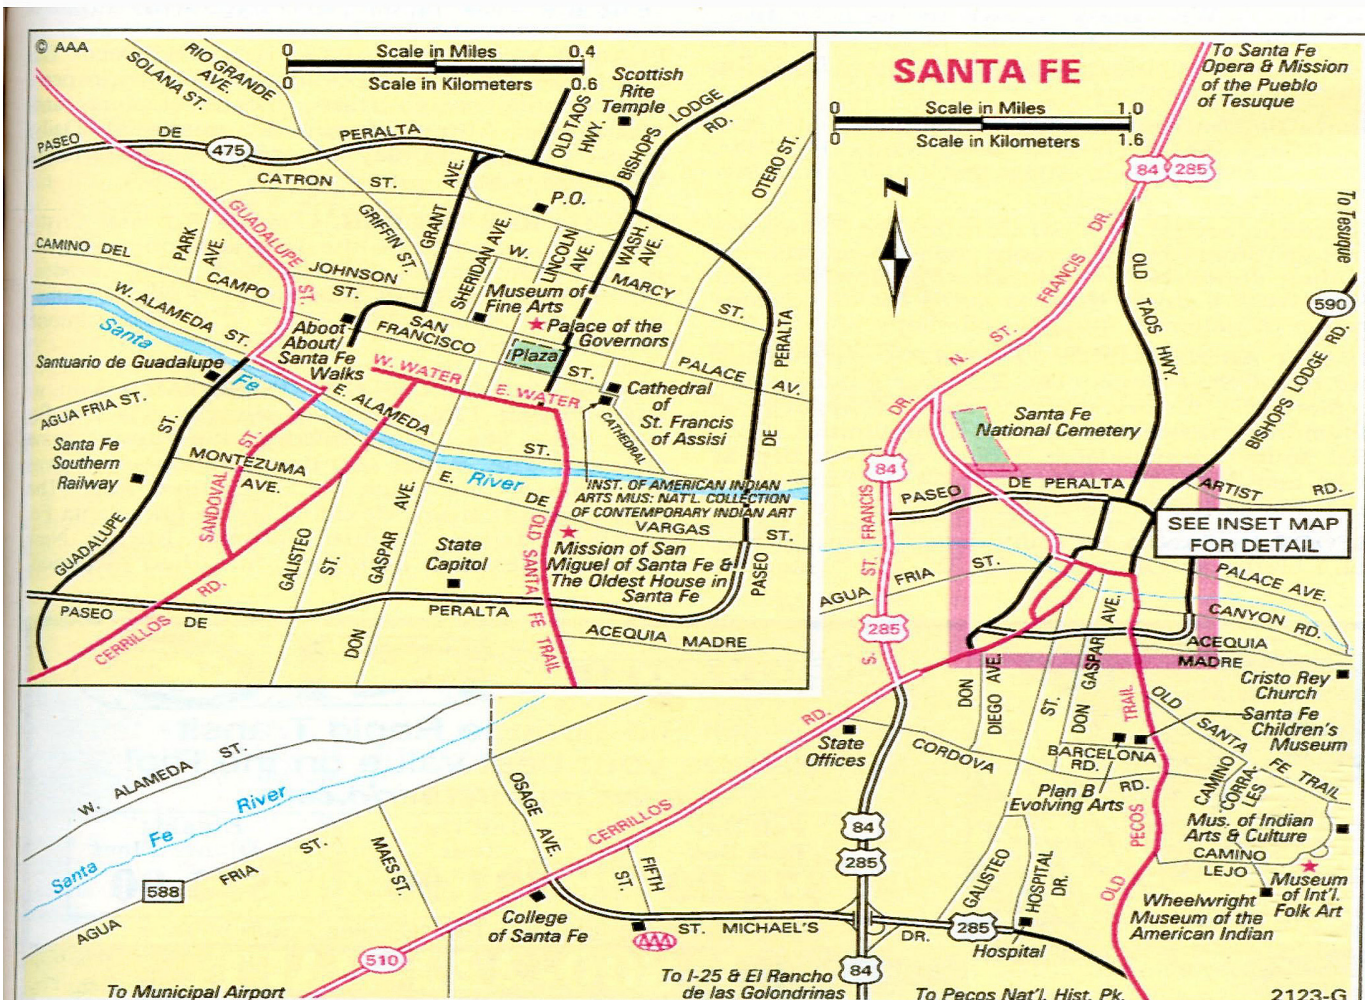 © AAA
0 Scale in Miles 0.4
0 Scale in Kilometers 0.6
RIO GRANDE
AVE.
SOLANA ST.
Scottish
Rite
Temple
OLD TAOS
HWY.
BISHOPS LODGE RD.
OTERO ST.
PASEO DE PERALTA
475
CATRON ST.
P.O.
GRANT AVE.
GRIFFIN ST.
GUADALUPE ST.
PARK
AVE.
CAMINO DEL
CAMPO
JOHNSON
ST.
SHERIDAN AVE.
W. MARCY ST.
LINCOLN
AVE.
WASH.
AVE.
Museum of
Fine Arts
W. ALAMEDA ST.
Santa Fe River
Aboot
About/
Santa Fe
Walks
SAN
FRANCISCO ST.
Palace of the
Governors
Plaza
PALACE AV.
PERALTA
Santuario de Guadalupe
W. WATER
E. WATER
E. ALAMEDA ST.
Cathedral
of
St. Francis
of Assisi
CATHEDRAL
AGUA FRIA ST.
Santa Fe
Southern
Railway
MONTEZUMA
AVE.
SANDOVAL ST.
GUADALUPE ST.
INST. OF AMERICAN INDIAN
ARTS MUS: NAT'L. COLLECTION
OF CONTEMPORARY INDIAN ART
E. DE VARGAS ST.
GALISTEO
ST.
DON GASPAR AVE.
State
Capitol
OLD SANTA FE TRAIL
Mission of San
Miguel of Santa Fe &
The Oldest House in
Santa Fe
PASEO DE
PASEO DE PERALTA
CERRILLOS RD.
ACEQUIA MADRE
SANTA FE
0 Scale in Miles 1.0
0 Scale in Kilometers 1.6
To Santa Fe
Opera & Mission
of the Pueblo
of Tesuque
84 285
N
To Tesuque
590
N. ST. FRANCIS DR.
OLD TAOS HWY.
BISHOPS LODGE RD.
DR.
Santa Fe
National Cemetery
84
S. ST. FRANCIS
PASEO DE PERALTA
ARTIST RD.
SEE INSET MAP
FOR DETAIL
AGUA FRIA ST.
PALACE AVE.
CANYON RD.
285
ACEQUIA
MADRE
Cristo Rey
Church
DON
DIEGO AVE.
ST.
DON GASPAR AVE.
OLD PECOS TRAIL
OLD SANTA FE TRAIL
Santa Fe
Children's
Museum
State
Offices
CORDOVA RD.
BARCELONA
RD.
Plan B
Evolving Arts
CAMINO
CORRA-
LES
Mus. of Indian
Arts & Culture
CAMINO
LEJO
Museum
of Int'l.
Folk Art
Wheelwright
Museum of the
American Indian
W. ALAMEDA ST.
Santa Fe River
588
AGUA FRIA ST.
MAES ST.
OSAGE AVE.
CERRILLOS RD.
FIFTH
ST.
84
285
GALISTEO
HOSPITAL
DR.
College
of Santa Fe
AAA
ST. MICHAEL'S DR.
285
Hospital
510
84
To Municipal Airport
To I-25 & El Rancho
de las Golondrinas
To Pecos Nat'l. Hist. Pk.
2123-G